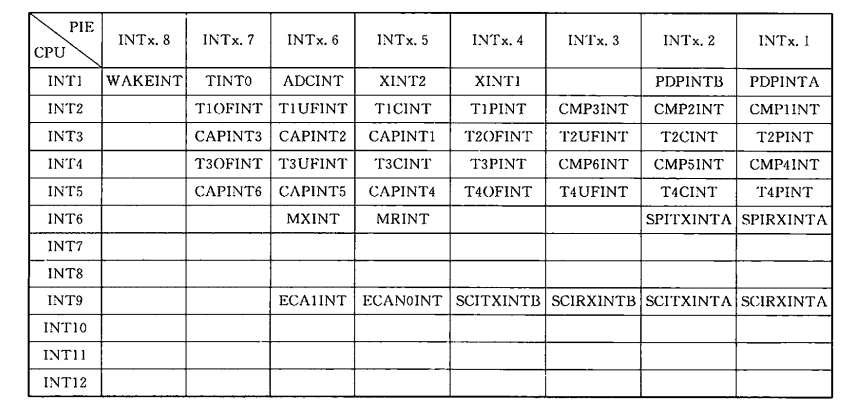 PIE
CPU INTx. 8 INTx. 7 INTx. 6 INTx. 5 INTx. 4 INTx. 3 INTx. 2 INTx. 1
INT1 WAKEINT TINT0 ADCINT XINT2 XINT1 PDPINTB PDPINTA
INT2 T1OFINT T1UFINT T1CINT T1PINT CMP3INT CMP2INT CMP1INT
INT3 CAPINT3 CAPINT2 CAPINT1 T2OFINT T2UFINT T2CINT T2PINT
INT4 T3OFINT T3UFINT T3CINT T3PINT CMP6INT CMP5INT CMP4INT
INT5 CAPINT6 CAPINT5 CAPINT4 T4OFINT T4UFINT T4CINT T4PINT
INT6 MXINT MRINT SPITXINTA SPIRXINTA
INT7
INT8
INT9 ECA1INT ECAN0INT SCITXINTB SCIRXINTB SCITXINTA SCIRXINTA
INT10
INT11
INT12